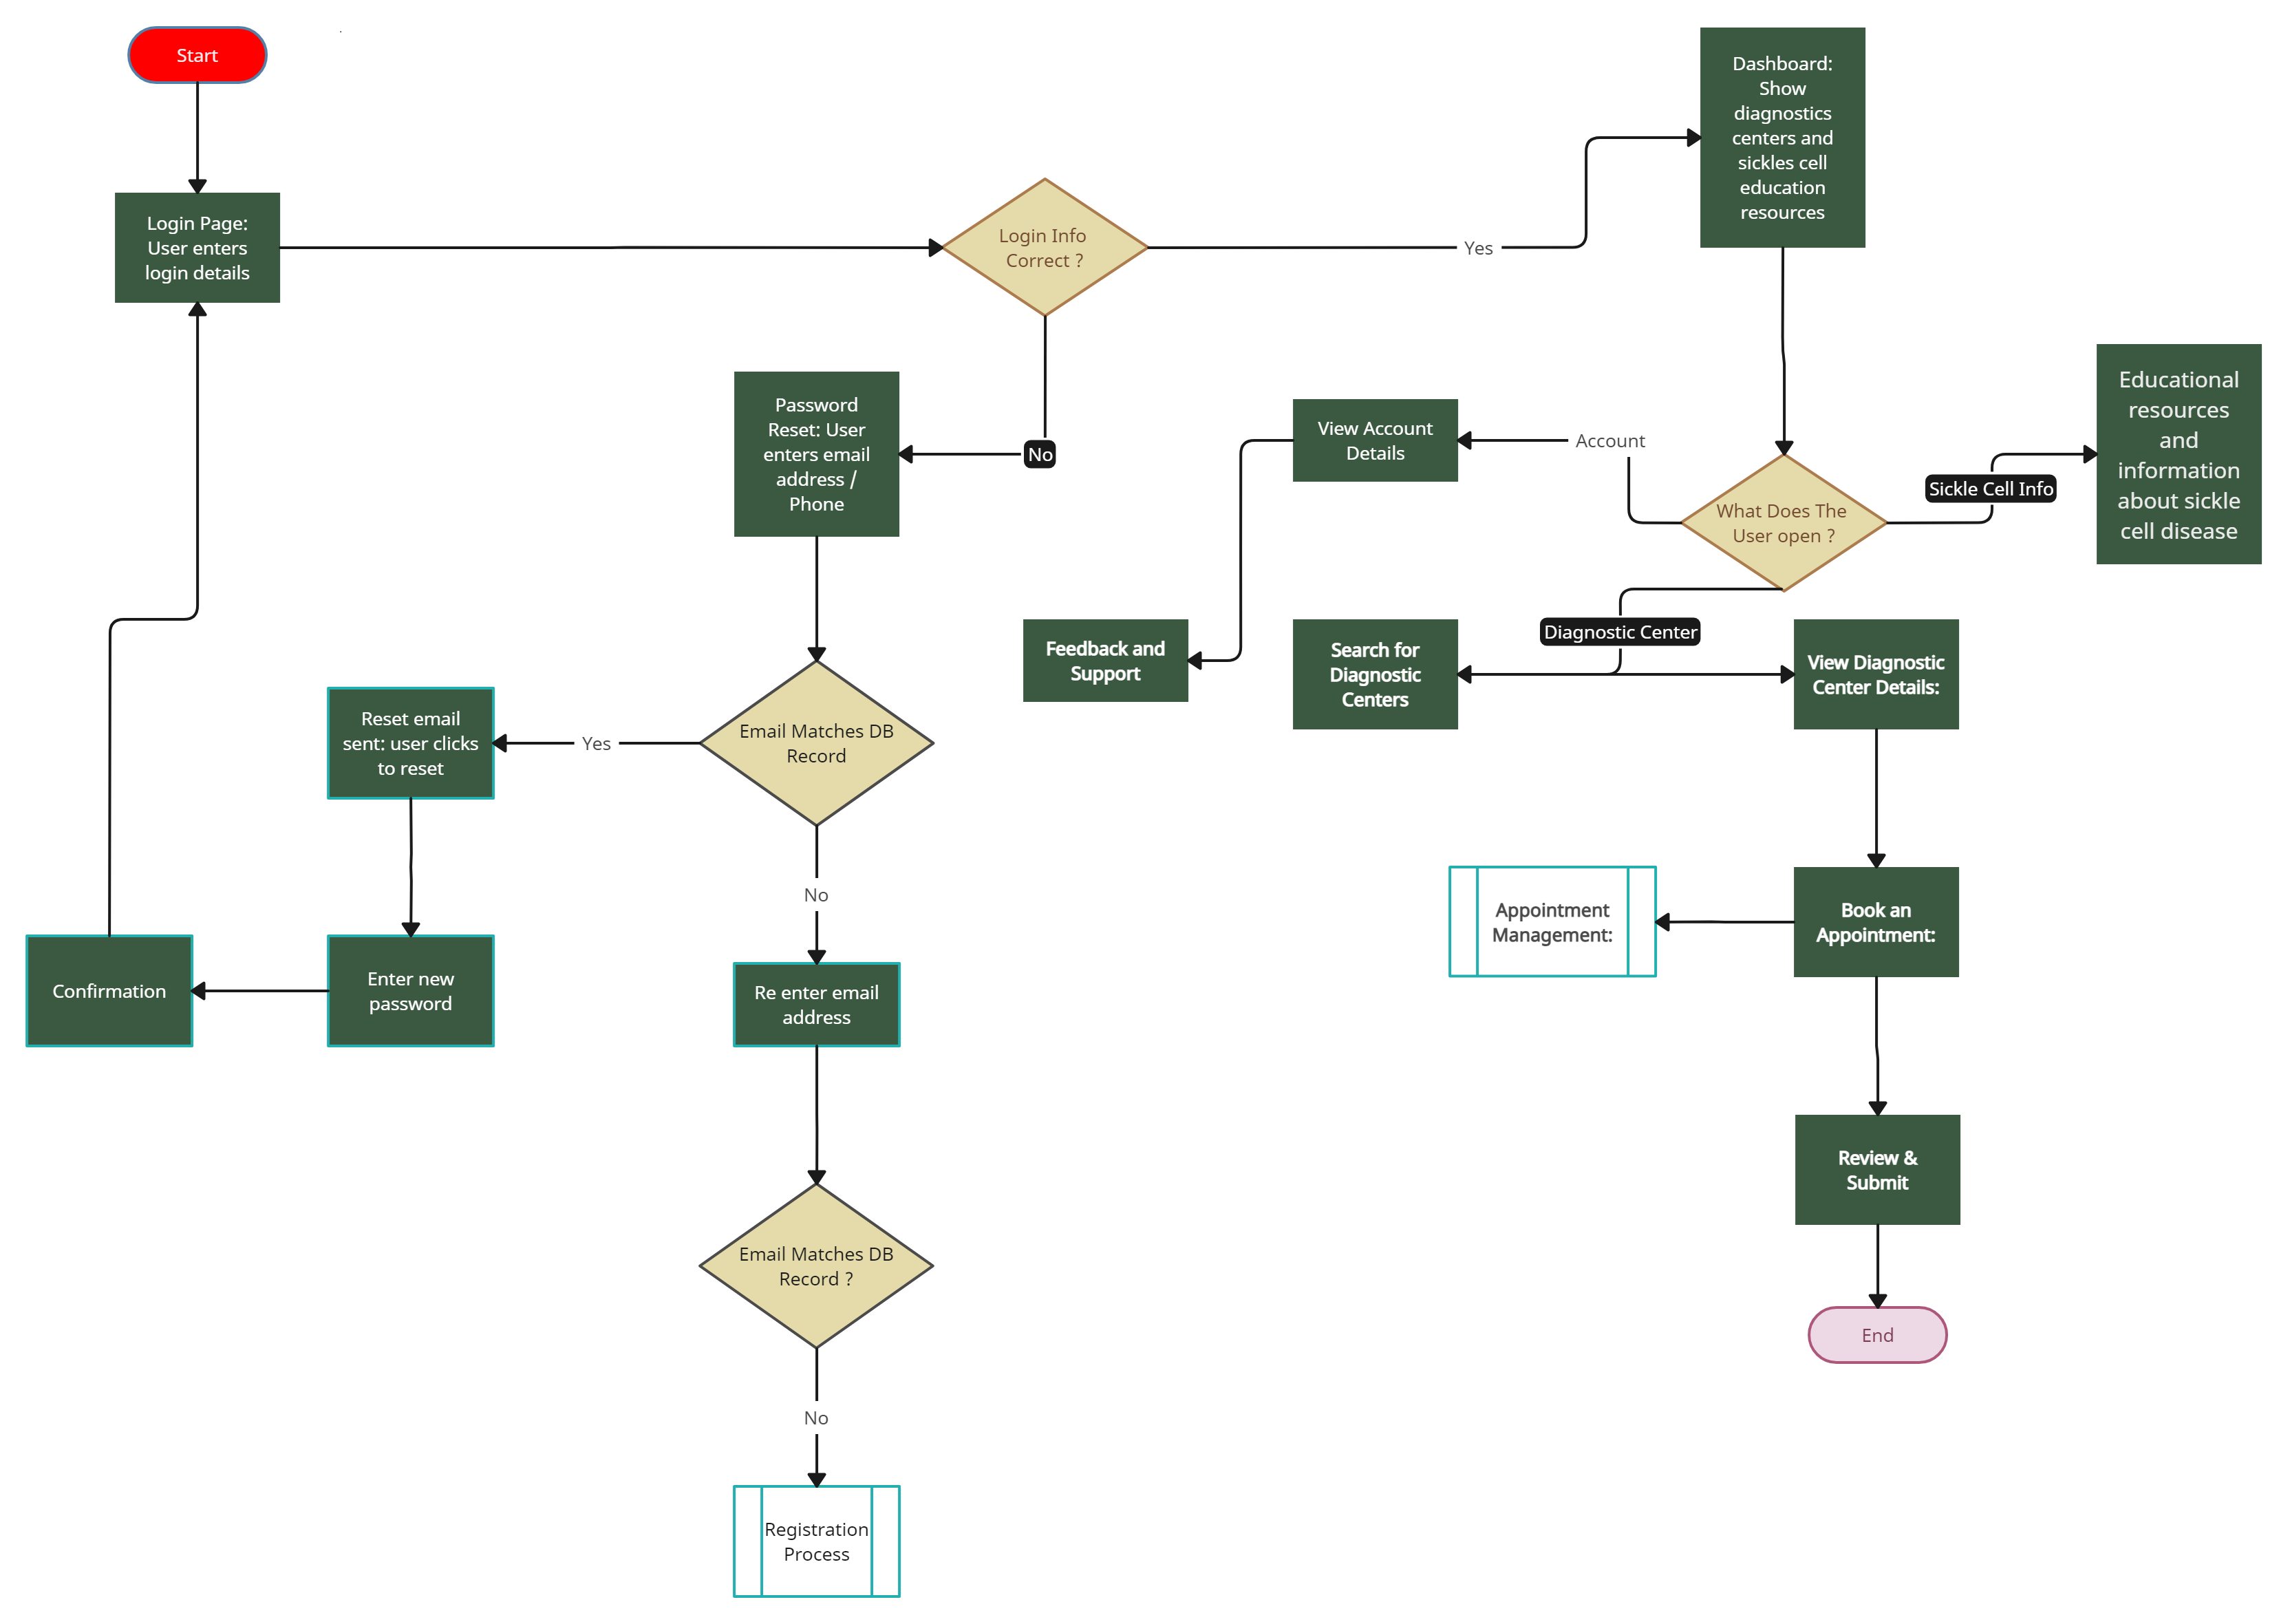 Start
Login Page:
User enters
login details
Login Info
Correct ?
Yes
Dashboard:
Show
diagnostics
centers and
sickles cell
education
resources
No
Password
Reset: User
enters email
address /
Phone
View Account
Details
Account
What Does The
User open ?
Sickle Cell Info
Educational
resources
and
information
about sickle
cell disease
Diagnostic Center
Feedback and
Support
Search for
Diagnostic
Centers
View Diagnostic
Center Details:
Reset email
sent: user clicks
to reset
Yes
Email Matches DB
Record
No
Appointment
Management:
Book an
Appointment:
Confirmation
Enter new
password
Re enter email
address
Review &
Submit
Email Matches DB
Record ?
End
No
Registration
Process